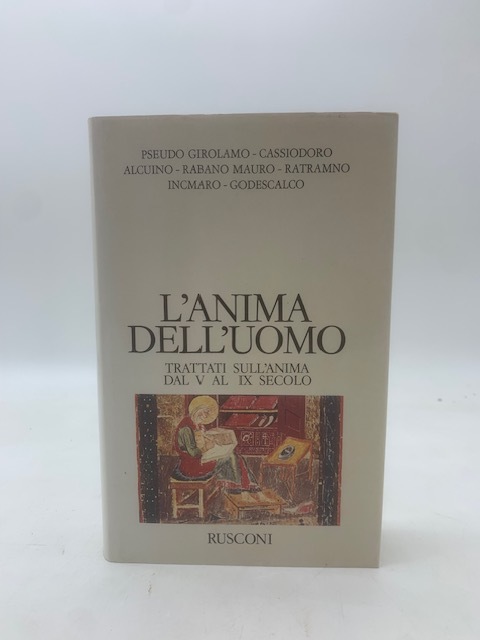 PSEUDO GIROLAMO - CASSIODORO
ALCUINO - RABANO MAURO - RATRAMNO
INCMARO - GODESCALCO
L'ANIMA
DELL'UOMO
TRATTATI SULL'ANIMA
DAL V AL IX SECOLO
RUSCONI